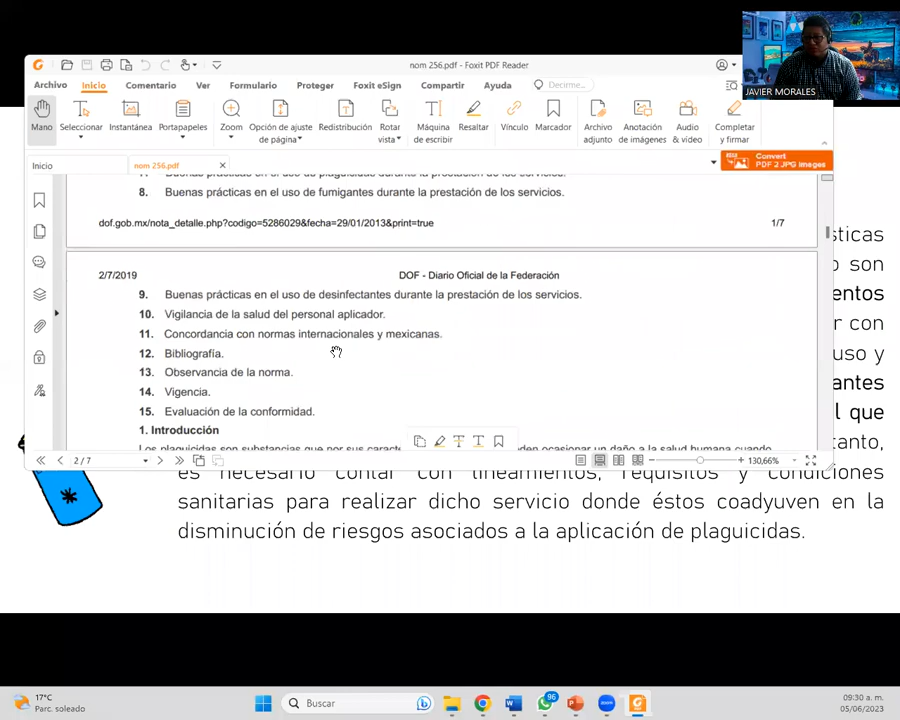 nom 256.pdf - Foxit PDF Reader
JAVIER MORALES
Archivo Inicio Comentario Ver Formulario Proteger Foxit eSign Compartir Ayuda Decirme...
Mano Seleccionar Instantánea Portapapeles Zoom Opción de ajuste de página Redistribución Rotar vista Máquina de escribir Resaltar Vínculo Marcador Archivo adjunto Anotación de imágenes Audio & vídeo Completar y firmar
Inicio nom 256.pdf
Convert
PDF 2 JPG Images
8. Buenas prácticas en el uso de fumigantes durante la prestación de los servicios.
dof.gob.mx/nota_detalle.php?codigo=5286029&fecha=29/01/2013&print=true 1/7
2/7/2019 DOF - Diario Oficial de la Federación
9. Buenas prácticas en el uso de desinfectantes durante la prestación de los servicios.
10. Vigilancia de la salud del personal aplicador.
11. Concordancia con normas internacionales y mexicanas.
12. Bibliografía.
13. Observancia de la norma.
14. Vigencia.
15. Evaluación de la conformidad.
1. Introducción
2 / 7 130,66%
son
r con
uso y
l que
tanto,
es necesario contar con lineamientos, requisitos y condiciones
sanitarias para realizar dicho servicio donde éstos coadyuven en la
disminución de riesgos asociados a la aplicación de plaguicidas.
17°C
Parc. soleado
Buscar
96
zoom
09:30 a. m.
05/06/2023